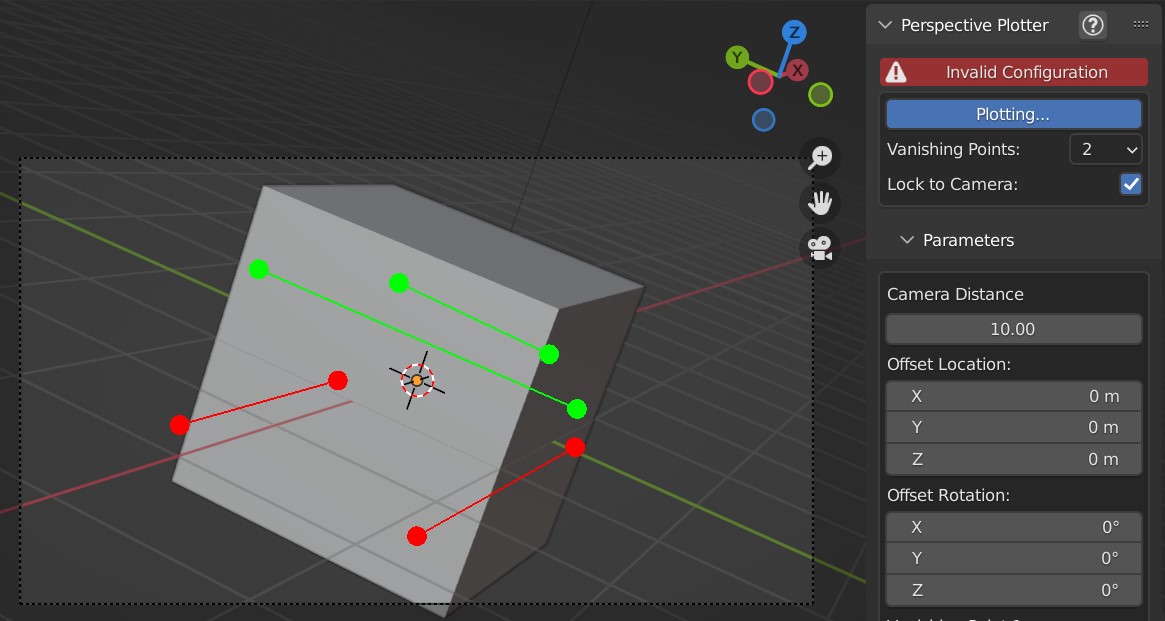 Z
Y
X
Perspective Plotter
Invalid Configuration
Plotting...
Vanishing Points: 2
Lock to Camera:
Parameters
Camera Distance
10.00
Offset Location:
X 0 m
Y 0 m
Z 0 m
Offset Rotation:
X 0°
Y 0°
Z 0°